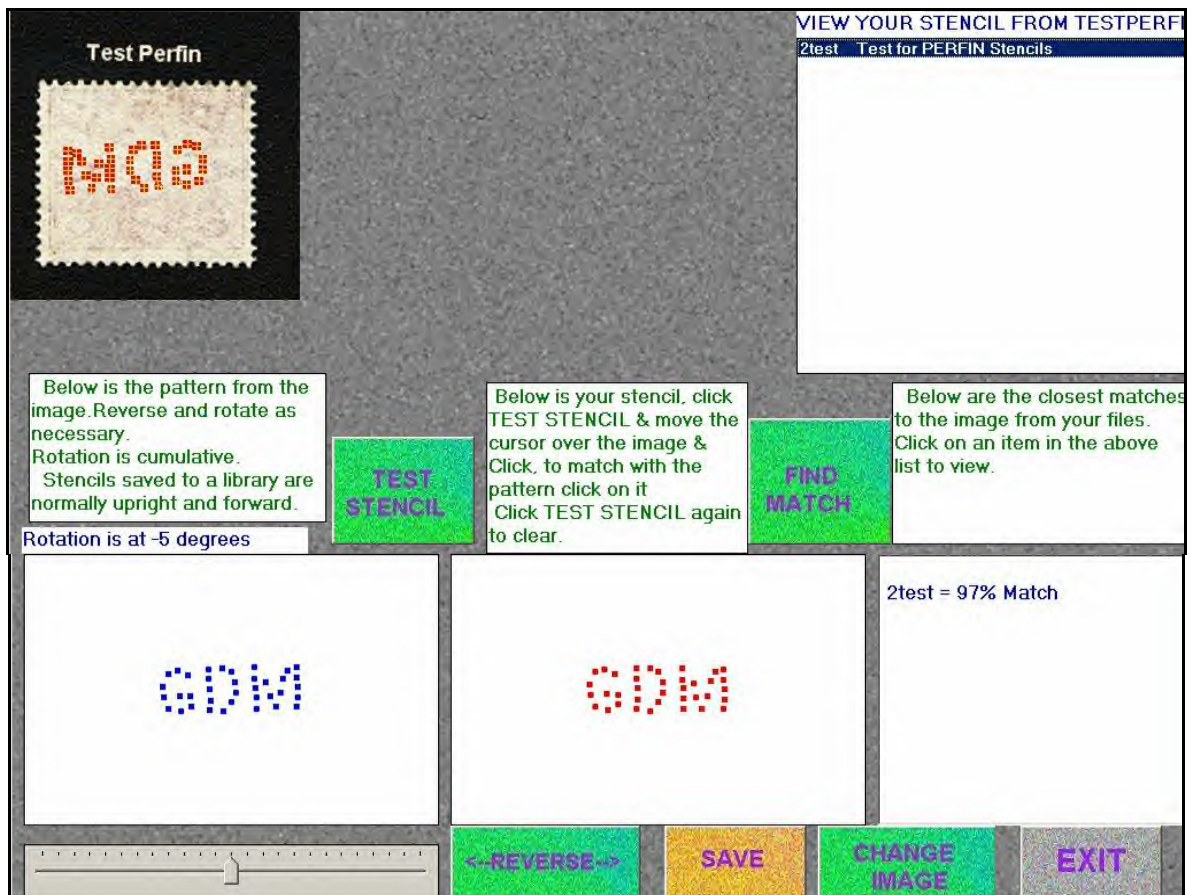 Test Perfin
VIEW YOUR STENCIL FROM TESTPERFI
2test Test for PERFIN Stencils
Below is the pattern from the
image.Reverse and rotate as
necessary.
Rotation is cumulative.
Stencils saved to a library are
normally upright and forward.
TEST
STENCIL
Below is your stencil, click
TEST STENCIL & move the
cursor over the image &
Click, to match with the
pattern click on it
Click TEST STENCIL again
to clear.
FIND
MATCH
Below are the closest matches
to the image from your files.
Click on an item in the above
list to view.
Rotation is at -5 degrees
GDM
GDM
2test = 97% Match
<--REVERSE-->
SAVE
CHANGE
IMAGE
EXIT